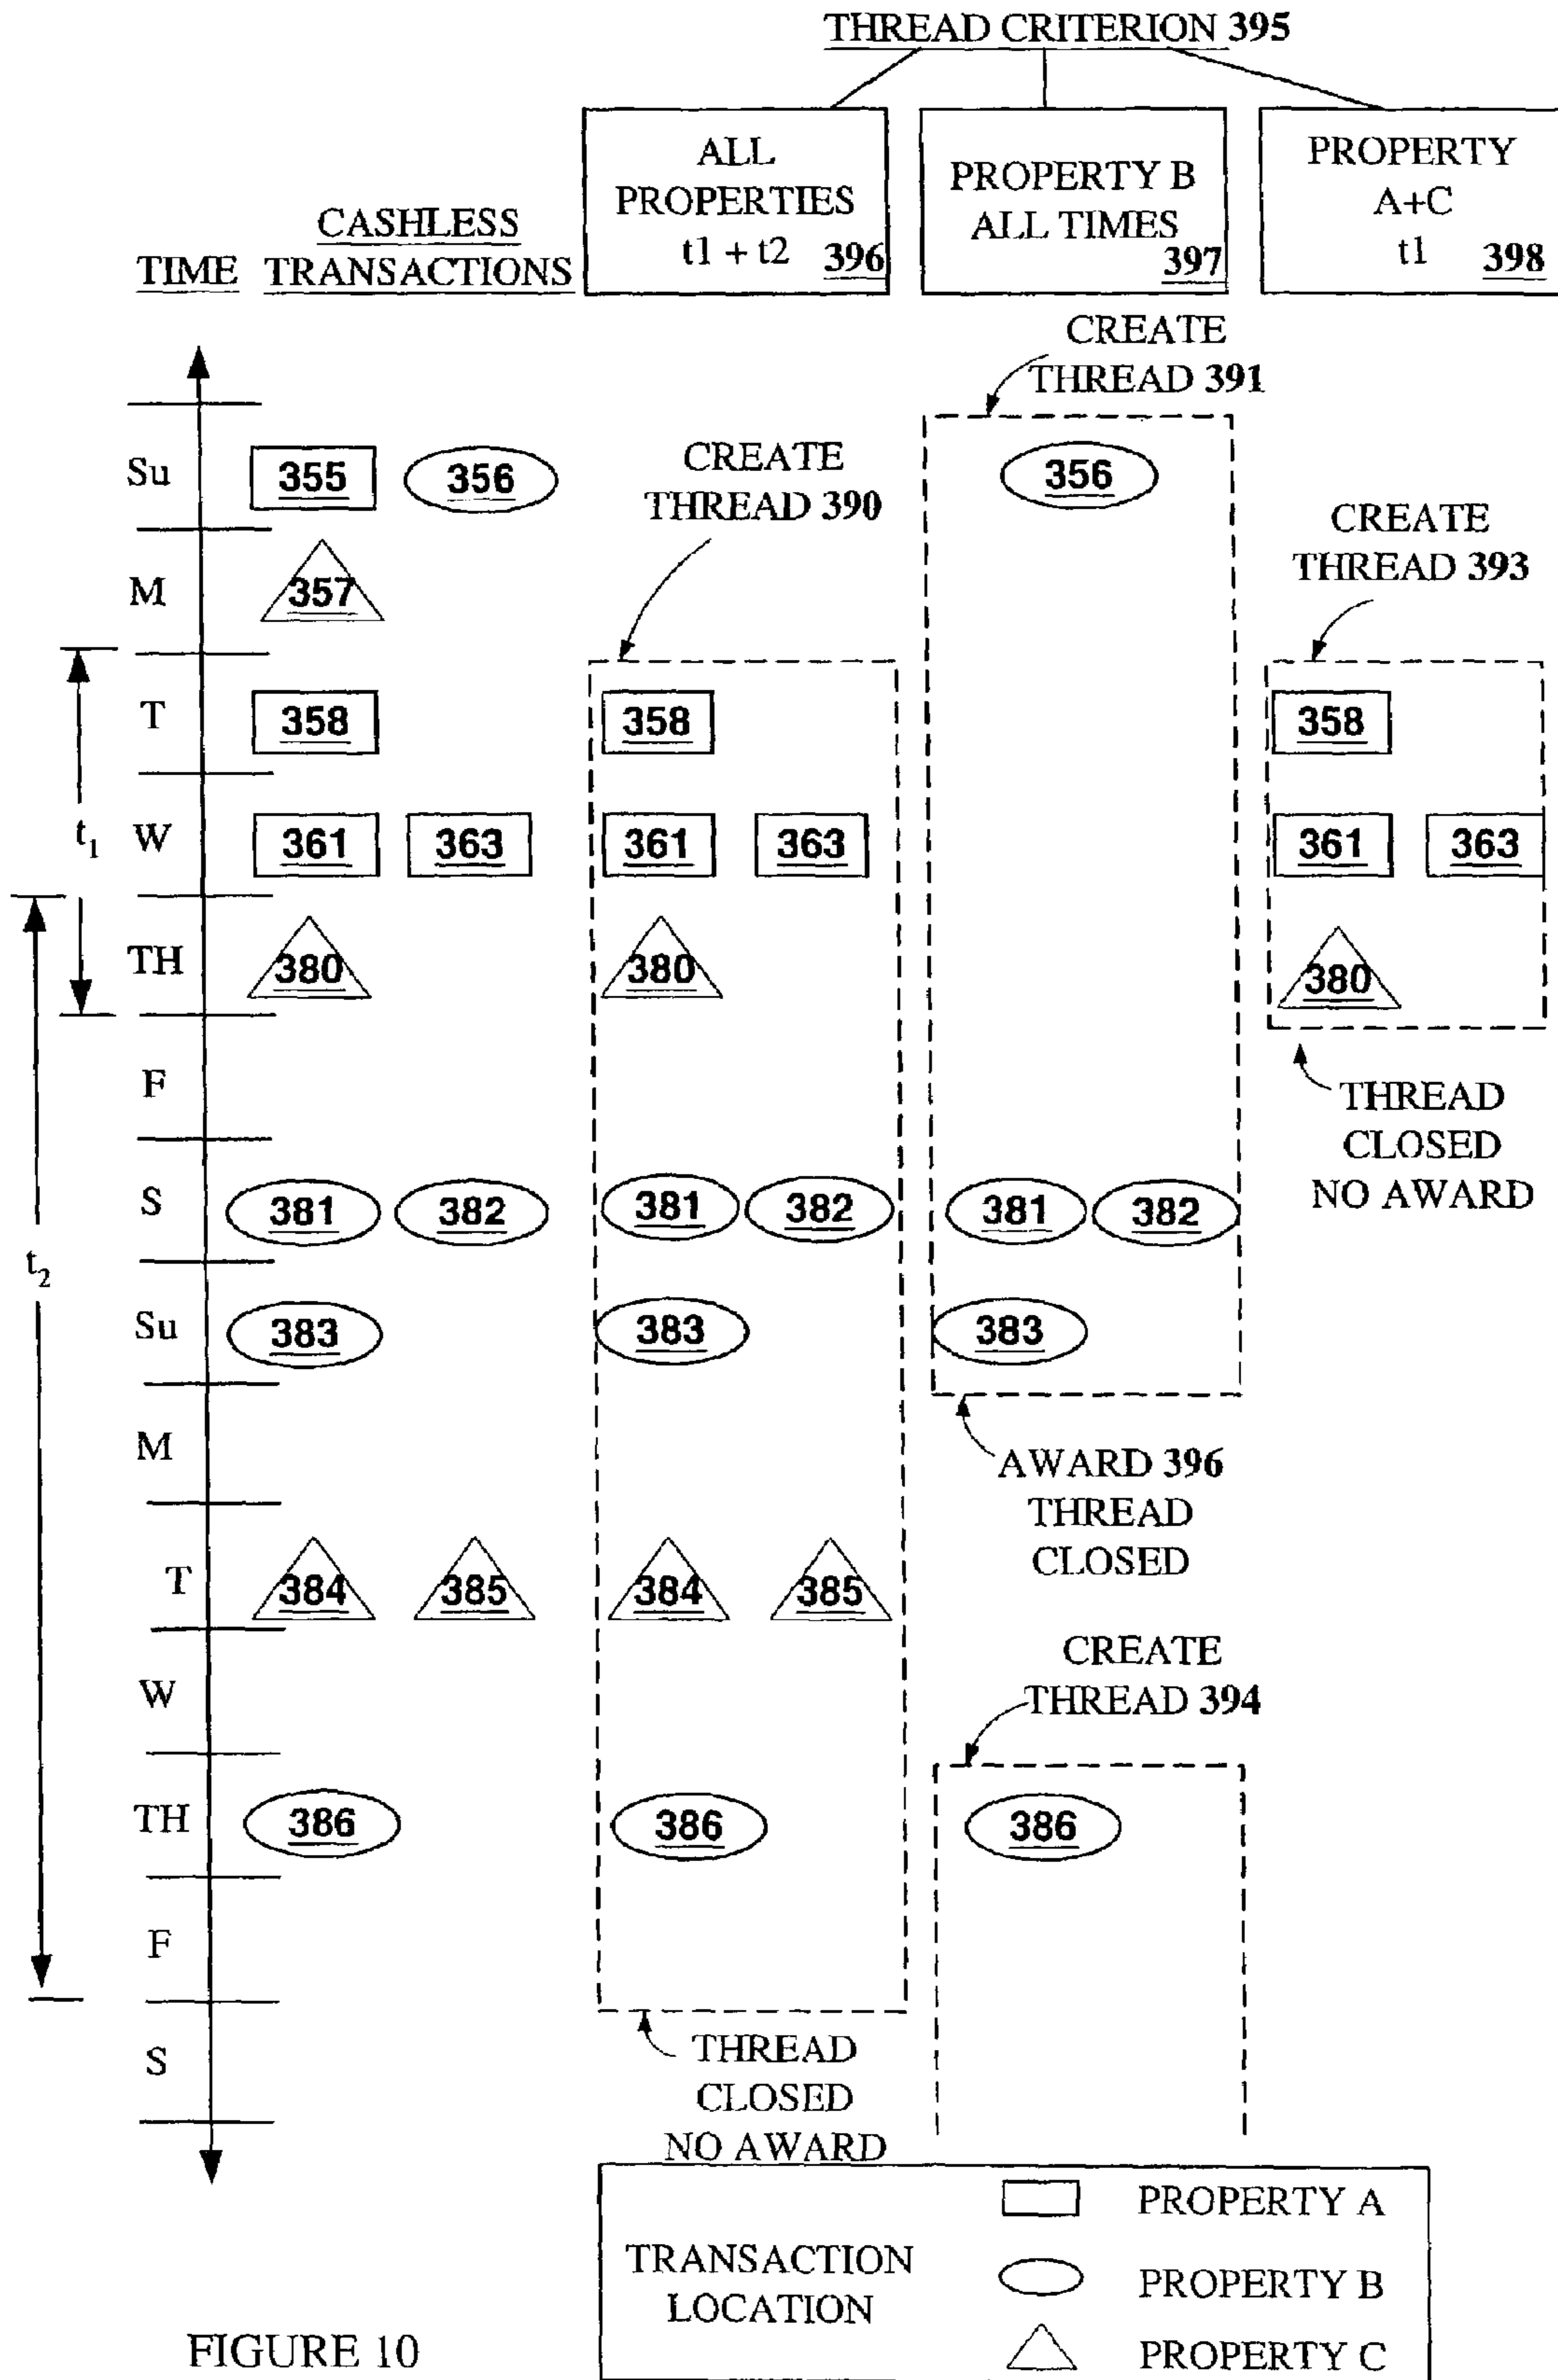 THREAD CRITERION 395
ALL
PROPERTIES
t1 + t2 396
PROPERTY B
ALL TIMES
397
PROPERTY
A+C
t1 398
CASHLESS
TIME TRANSACTIONS
CREATE
THREAD 391
Su 355 356 356
CREATE
THREAD 390
CREATE
THREAD 393
M 357
T 358 358 358
t1
W 361 363 361 363 361 363
TH 380 380 380
F
THREAD
CLOSED
NO AWARD
S 381 382 381 382 381 382
t2
Su 383 383 383
M
AWARD 396
THREAD
CLOSED
T 384 385 384 385
W
CREATE
THREAD 394
TH 386 386 386
F
S
THREAD
CLOSED
NO AWARD
TRANSACTION
LOCATION
PROPERTY A
PROPERTY B
PROPERTY C
FIGURE 10